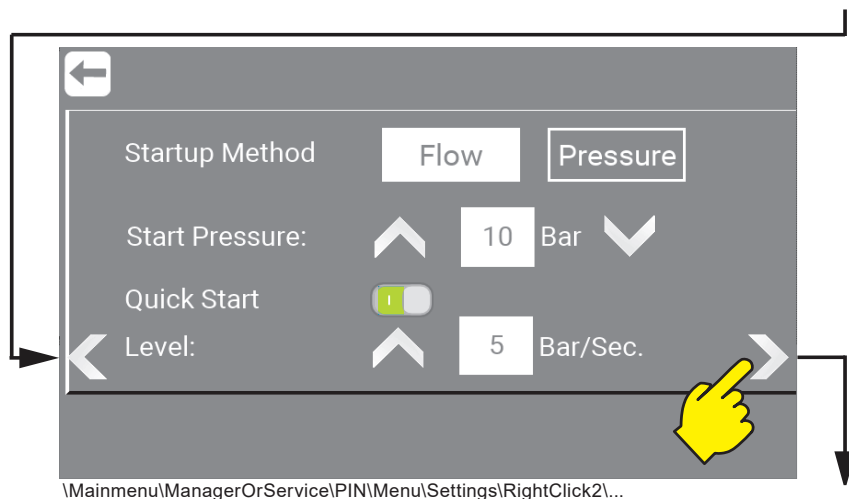 Startup Method Flow Pressure
Start Pressure: 10 Bar
Quick Start I
Level: 5 Bar/Sec.
\Mainmenu\ManagerOrService\PIN\Menu\Settings\RightClick2\...